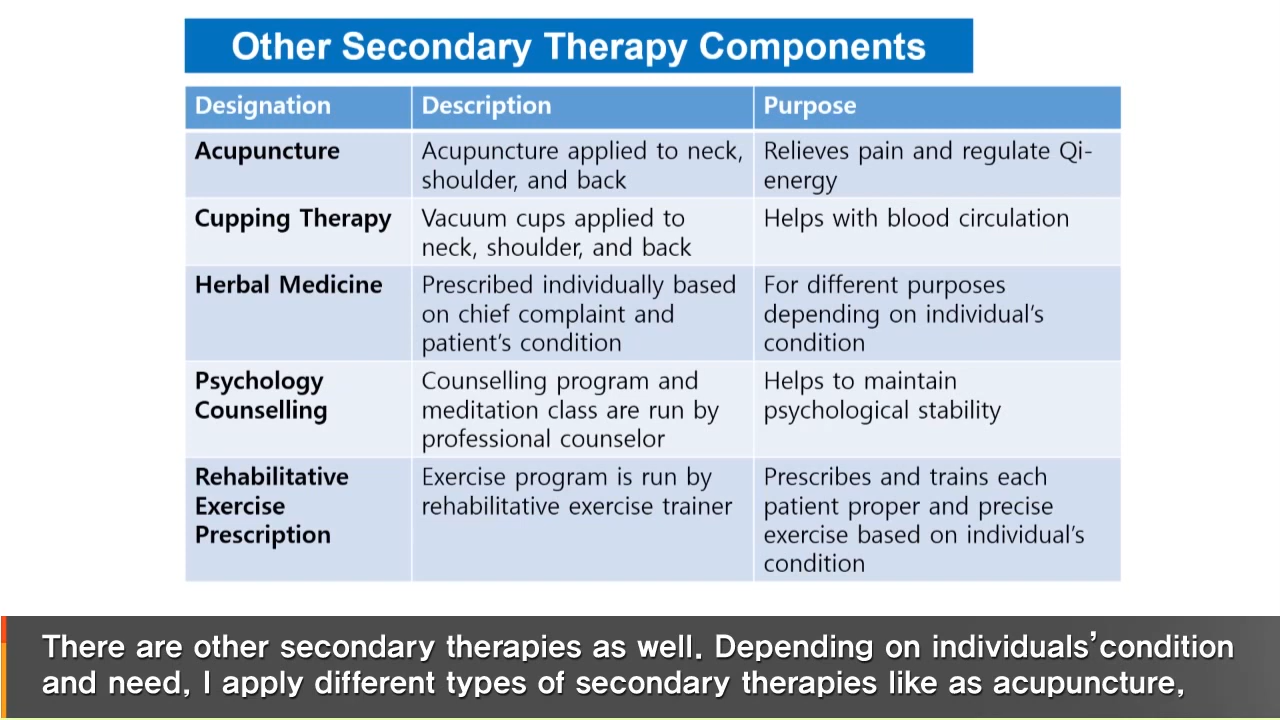 Other Secondary Therapy Components
Designation
Description
Purpose
Acupuncture
Acupuncture applied to neck,
shoulder, and back
Relieves pain and regulate Qi-
energy
Cupping Therapy
Vacuum cups applied to
neck, shoulder, and back
Helps with blood circulation
Herbal Medicine
Prescribed individually based
on chief complaint and
patient's condition
For different purposes
depending on individual's
condition
Psychology
Counselling
Counselling program and
meditation class are run by
professional counselor
Helps to maintain
psychological stability
Rehabilitative
Exercise
Prescription
Exercise program is run by
rehabilitative exercise trainer
Prescribes and trains each
patient proper and precise
exercise based on individual's
condition
There are other secondary therapies as well. Depending on individuals’condition
and need, I apply different types of secondary therapies like as acupuncture,